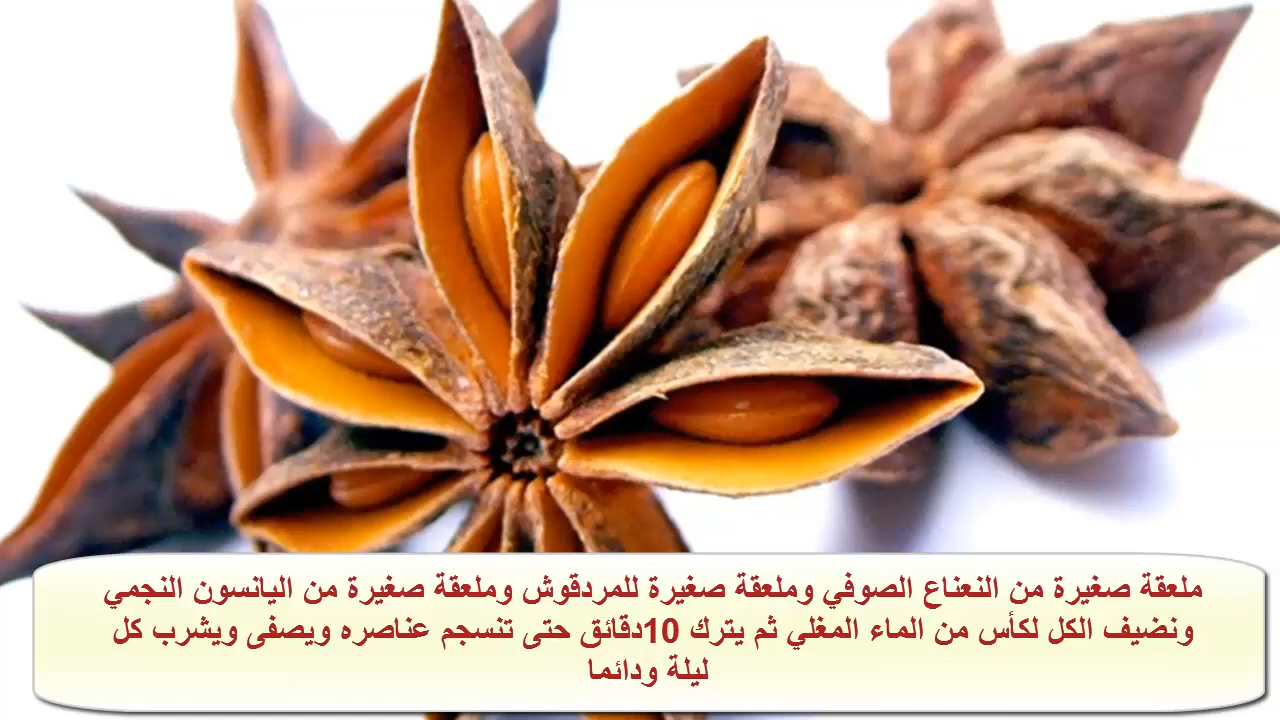 ملعقة صغيرة من النعناع الصوفي وملعقة صغيرة للمردقوش وملعقة صغيرة من اليانسون النجمي
ونضيف الكل لكأس من الماء المغلي ثم يترك 10دقائق حتى تنسجم عناصره ويصفى ويشرب كل
ليلة ودائما